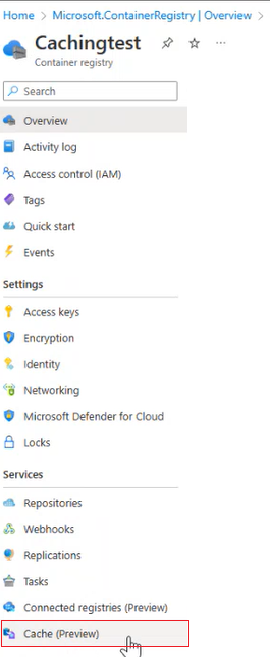 Home > Microsoft.ContainerRegistry | Overview >
Cachingtest
Container registry
Search
Overview
Activity log
Access control (IAM)
Tags
Quick start
Events
Settings
Access keys
Encryption
Identity
Networking
Microsoft Defender for Cloud
Locks
Services
Repositories
Webhooks
Replications
Tasks
Connected registries (Preview)
Cache (Preview)